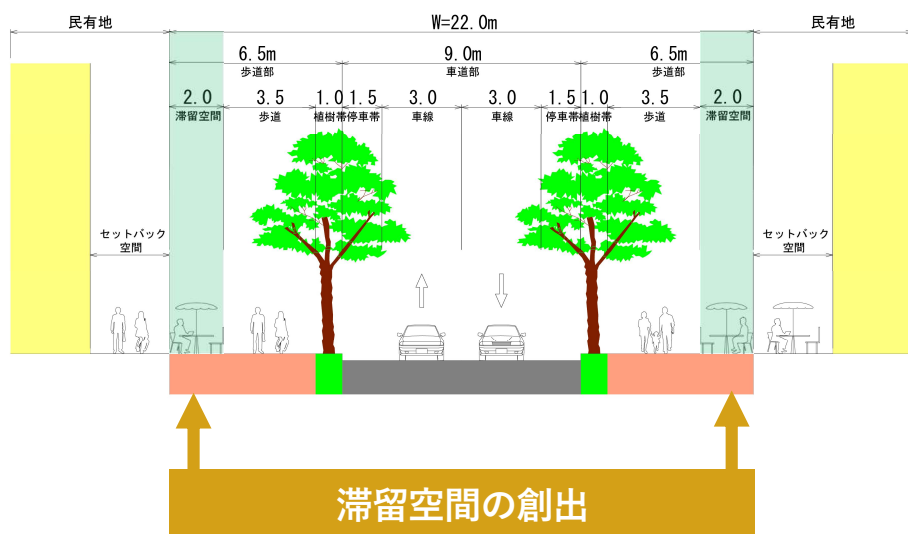 民有地
W=22.0m
民有地
6.5m
歩道部
9.0m
車道部
6.5m
歩道部
2.0
滞留空間
3.5
歩道
1.0
植樹帯
1.5
停車帯
3.0
車線
3.0
車線
1.5
停車帯
1.0
植樹帯
3.5
歩道
2.0
滞留空間
セットバック
空間
セットバック
空間
滞留空間の創出